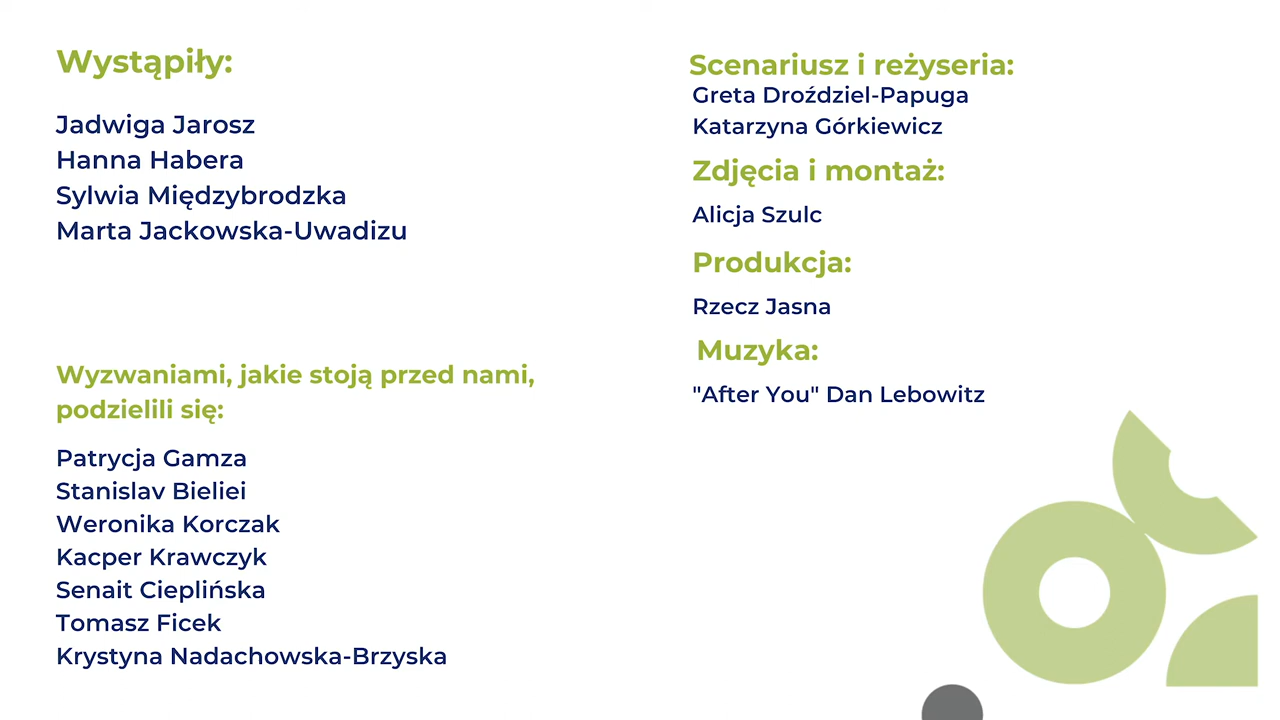 Wystąpiły:
Jadwiga Jarosz
Hanna Habera
Sylwia Międzybrodzka
Marta Jackowska-Uwadizu
Wyzwaniami, jakie stoją przed nami,
podzielili się:
Patrycja Gamza
Stanislav Bieliei
Weronika Korczak
Kacper Krawczyk
Senait Cieplińska
Tomasz Ficek
Krystyna Nadachowska-Brzyska
Scenariusz i reżyseria:
Greta Droździel-Papuga
Katarzyna Górkiewicz
Zdjęcia i montaż:
Alicja Szulc
Produkcja:
Rzecz Jasna
Muzyka:
"After You" Dan Lebowitz